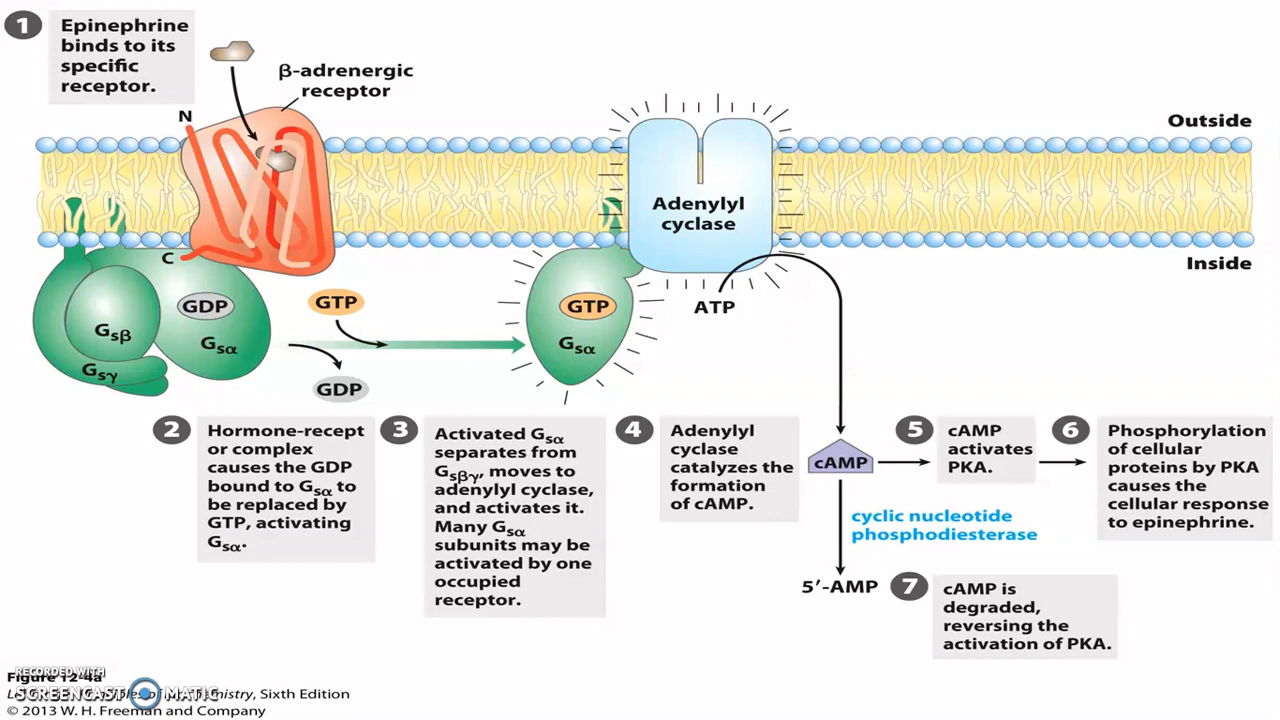 1
Epinephrine
binds to its
specific
receptor.
β-adrenergic
receptor
N
C
Outside
Adenylyl
cyclase
Inside
GDP
Gsβ
Gsα
Gsγ
GTP
GDP
GTP
Gsα
ATP
2
Hormone-recept
or complex
causes the GDP
bound to Gsα to
be replaced by
GTP, activating
Gsα.
3
Activated Gsα
separates from
Gsβγ, moves to
adenylyl cyclase,
and activates it.
Many Gsα
subunits may be
activated by one
occupied
receptor.
4
Adenylyl
cyclase
catalyzes the
formation
of cAMP.
cAMP
5
cAMP
activates
PKA.
6
Phosphorylation
of cellular
proteins by PKA
causes the
cellular response
to epinephrine.
cyclic nucleotide
phosphodiesterase
5′-AMP
7
cAMP is
degraded,
reversing the
activation of PKA.
RECORDED WITH
Figure 12-4a
SCREENCAST MATIC
, Sixth Edition
© 2013 W. H. Freeman and Company